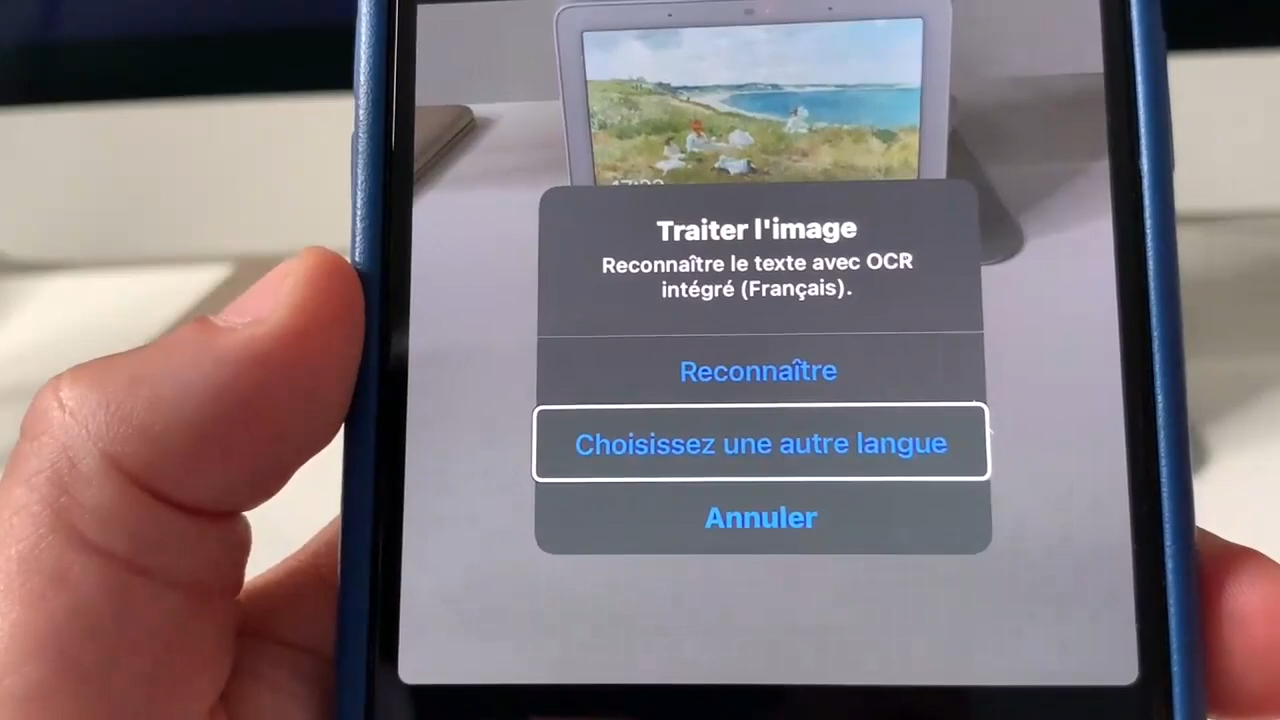 Traiter l'image
Reconnaître le texte avec OCR
intégré (Français).
Reconnaître
Choisissez une autre langue
Annuler